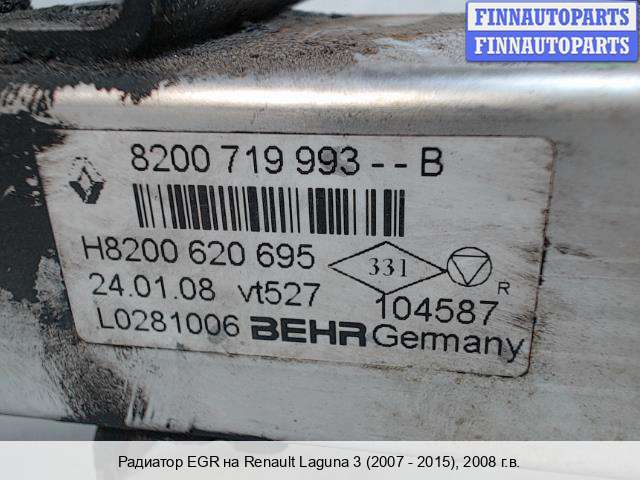 FINNAUTOPARTS
FINNAUTOPARTS
8200 719 993 -- B
H8200 620 695
331
R
24.01.08 vt527
104587
L0281006 BEHR Germany
Радиатор EGR на Renault Laguna 3 (2007 - 2015), 2008 г.в.